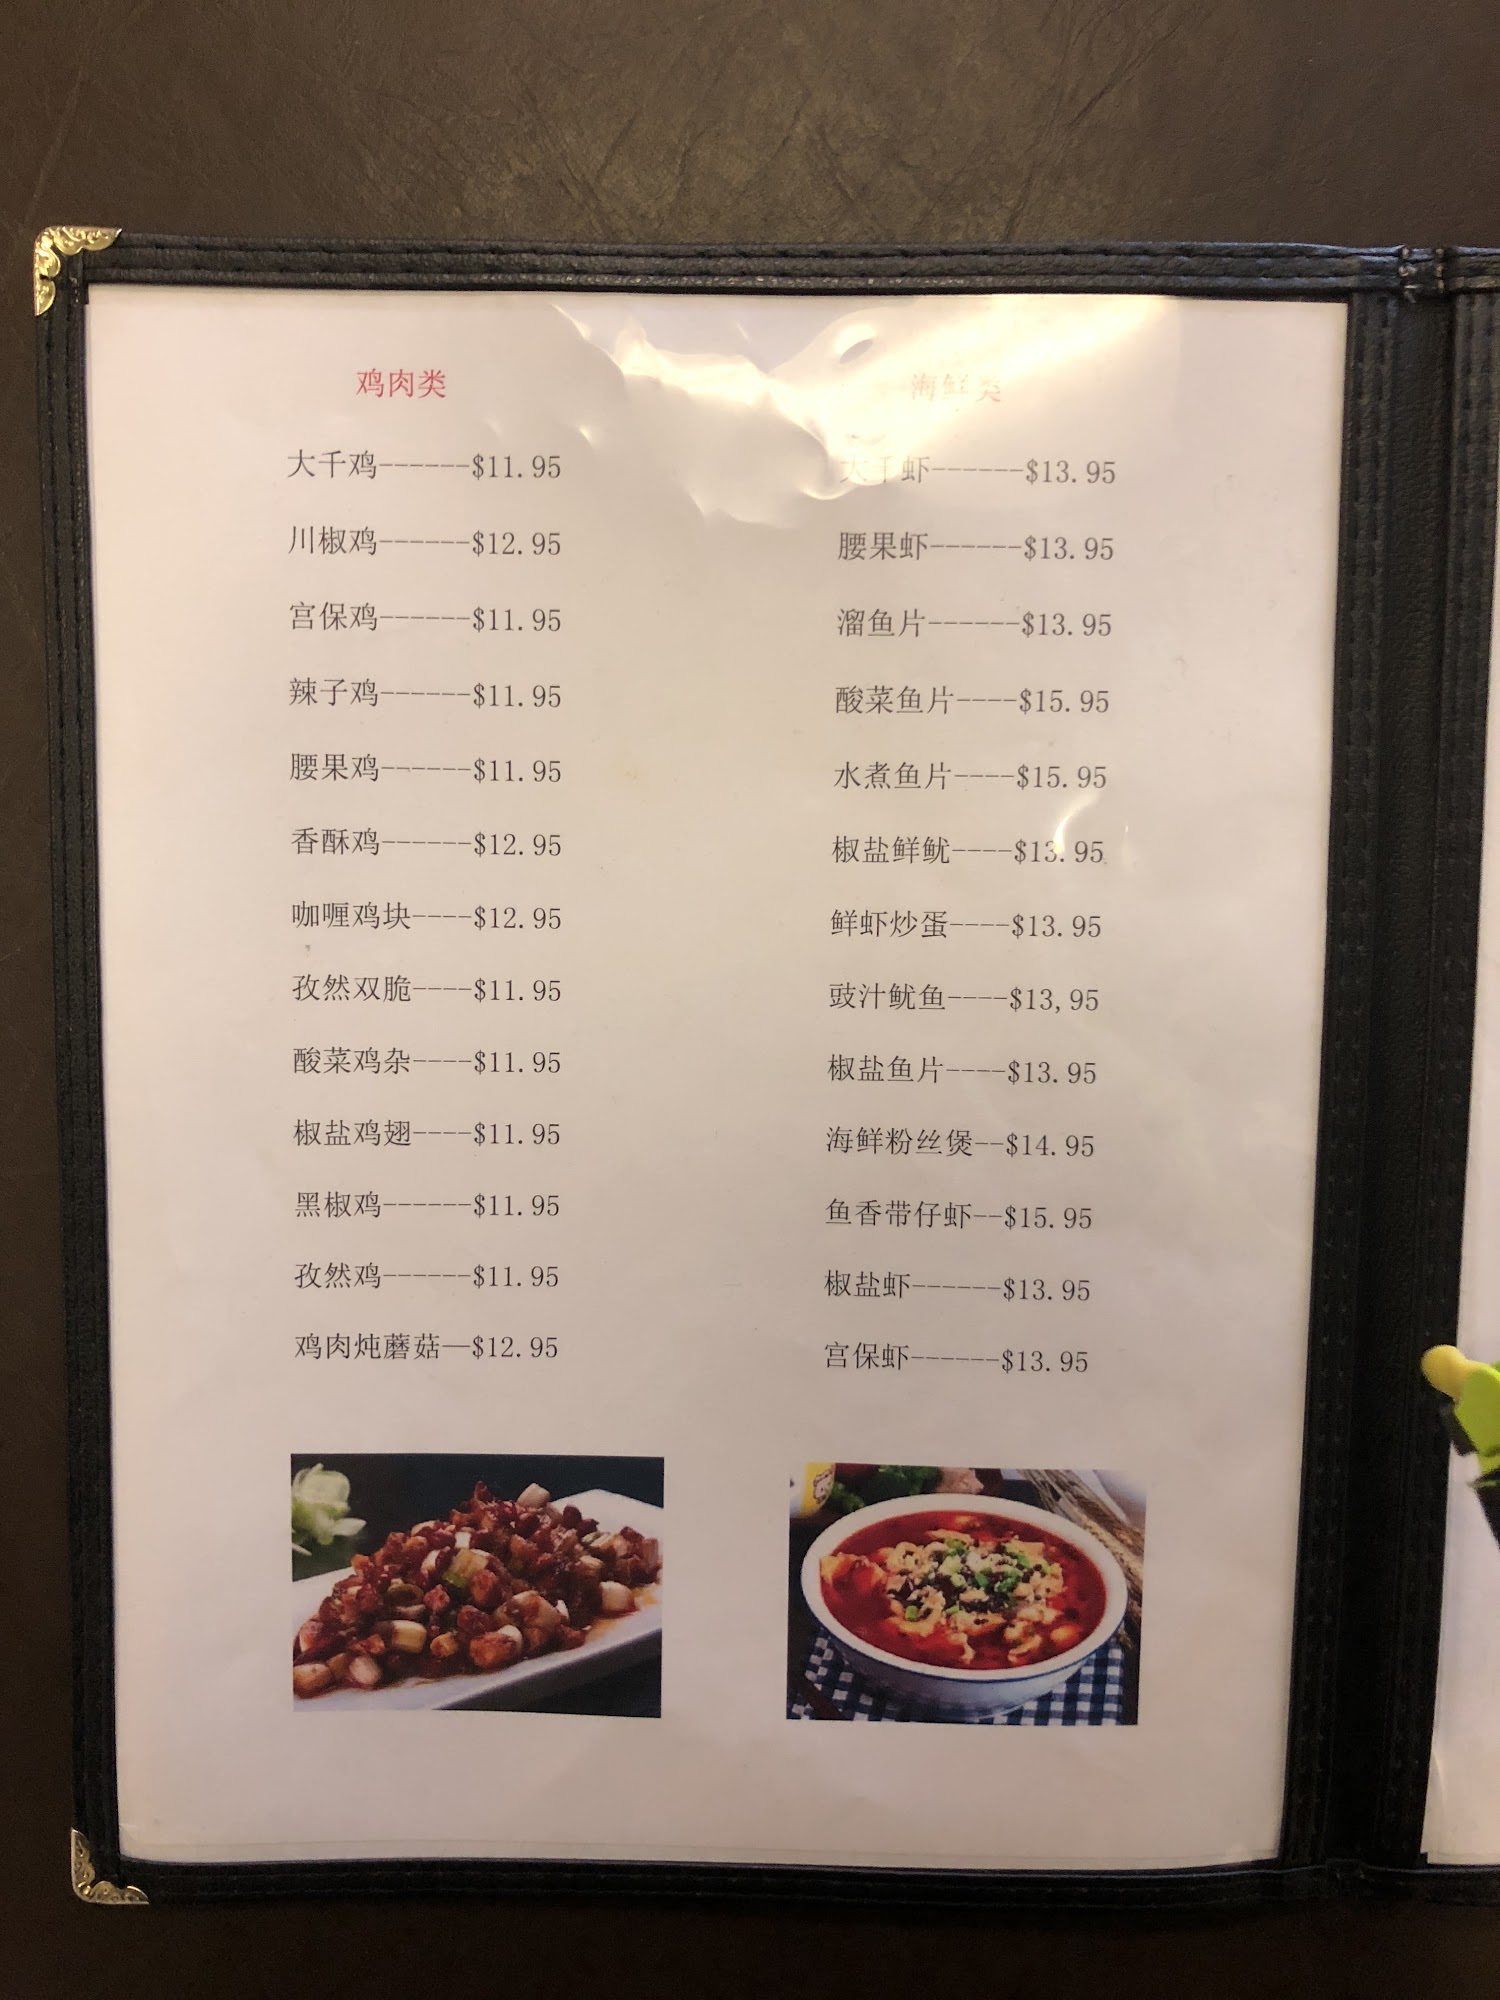 鸡肉类
大千鸡------$11.95
川椒鸡------$12.95
宫保鸡------$11.95
辣子鸡------$11.95
腰果鸡------$11.95
香酥鸡------$12.95
咖喱鸡块----$12.95
孜然双脆----$11.95
酸菜鸡杂----$11.95
椒盐鸡翅----$11.95
黑椒鸡------$11.95
孜然鸡------$11.95
鸡肉炖蘑菇—$12.95
海鲜类
大千虾------$13.95
腰果虾------$13.95
溜鱼片------$13.95
酸菜鱼片----$15.95
水煮鱼片----$15.95
椒盐鲜鱿----$13.95
鲜虾炒蛋----$13.95
豉汁鱿鱼----$13,95
椒盐鱼片----$13.95
海鲜粉丝煲--$14.95
鱼香带仔虾--$15.95
椒盐虾------$13.95
宫保虾------$13.95